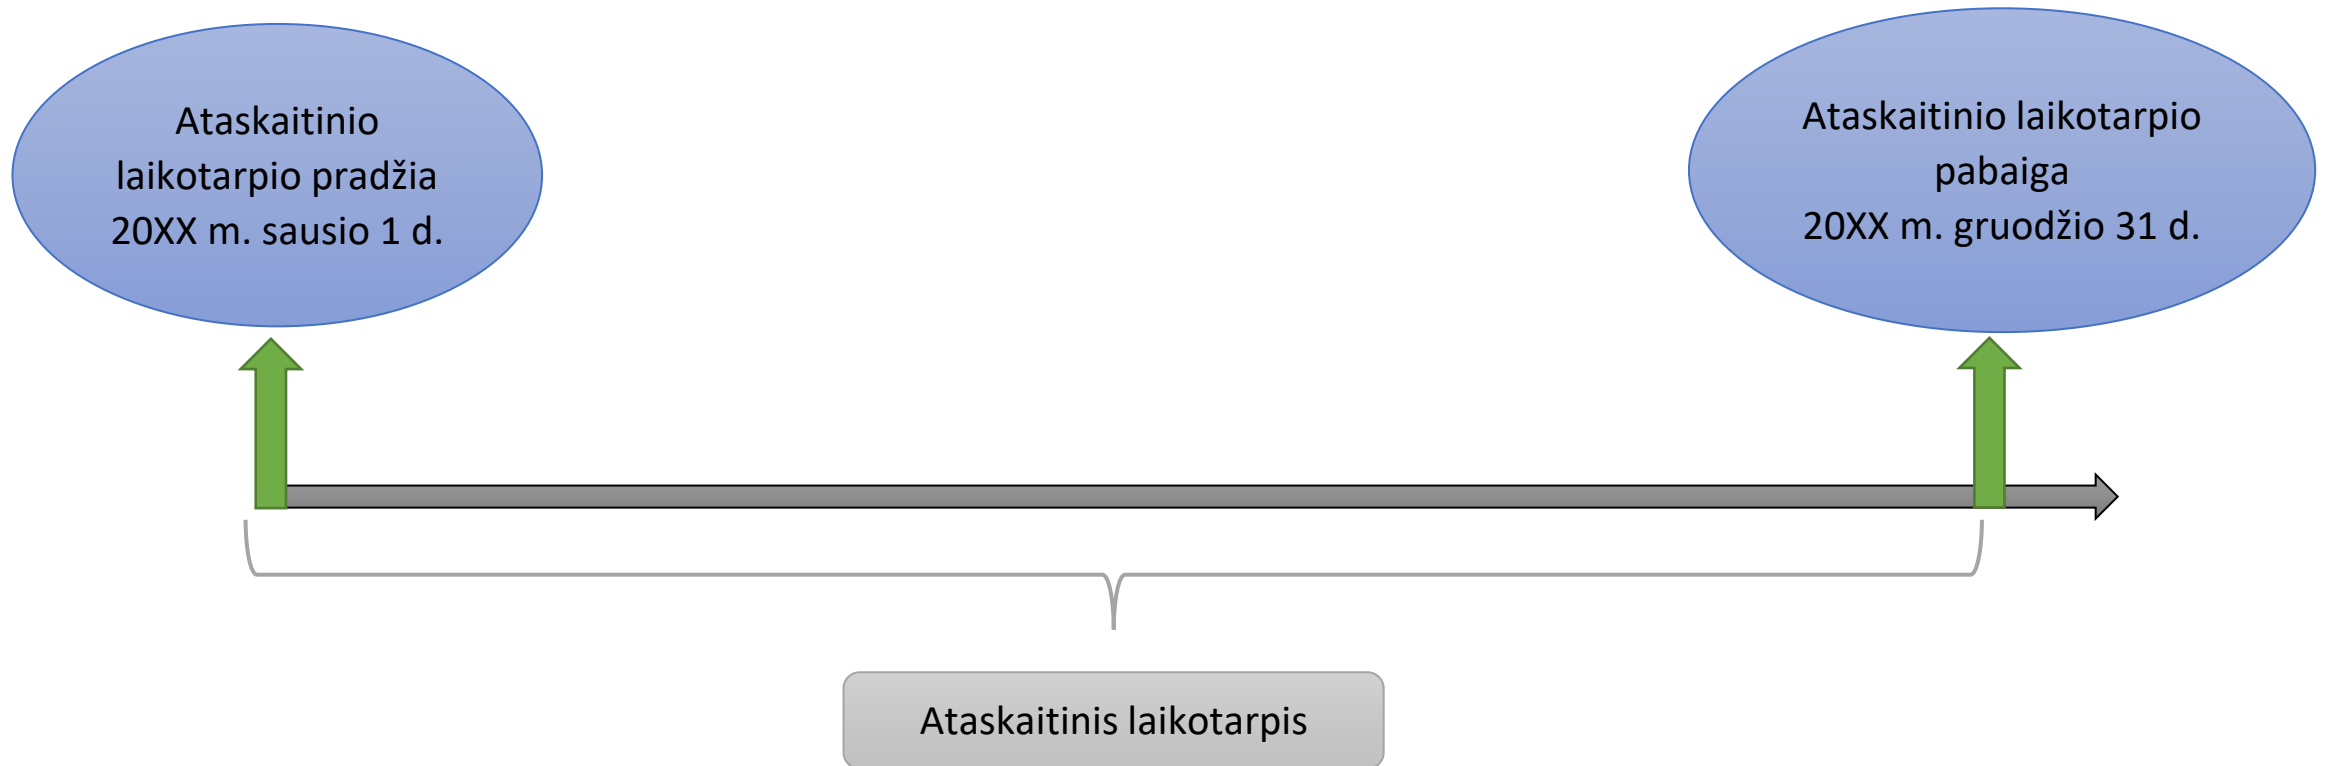 Ataskaitinio
laikotarpio pradžia
20XX m. sausio 1 d.
Ataskaitinio laikotarpio
pabaiga
20XX m. gruodžio 31 d.
Ataskaitinis laikotarpis